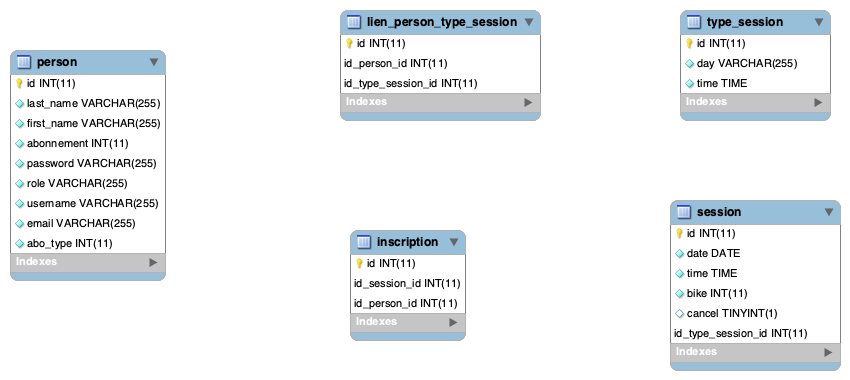 person
id INT(11)
last_name VARCHAR(255)
first_name VARCHAR(255)
abonnement INT(11)
password VARCHAR(255)
role VARCHAR(255)
username VARCHAR(255)
email VARCHAR(255)
abo_type INT(11)
Indexes
lien_person_type_session
id INT(11)
id_person_id INT(11)
id_type_session_id INT(11)
Indexes
type_session
id INT(11)
day VARCHAR(255)
time TIME
Indexes
inscription
id INT(11)
id_session_id INT(11)
id_person_id INT(11)
Indexes
session
id INT(11)
date DATE
time TIME
bike INT(11)
cancel TINYINT(1)
id_type_session_id INT(11)
Indexes